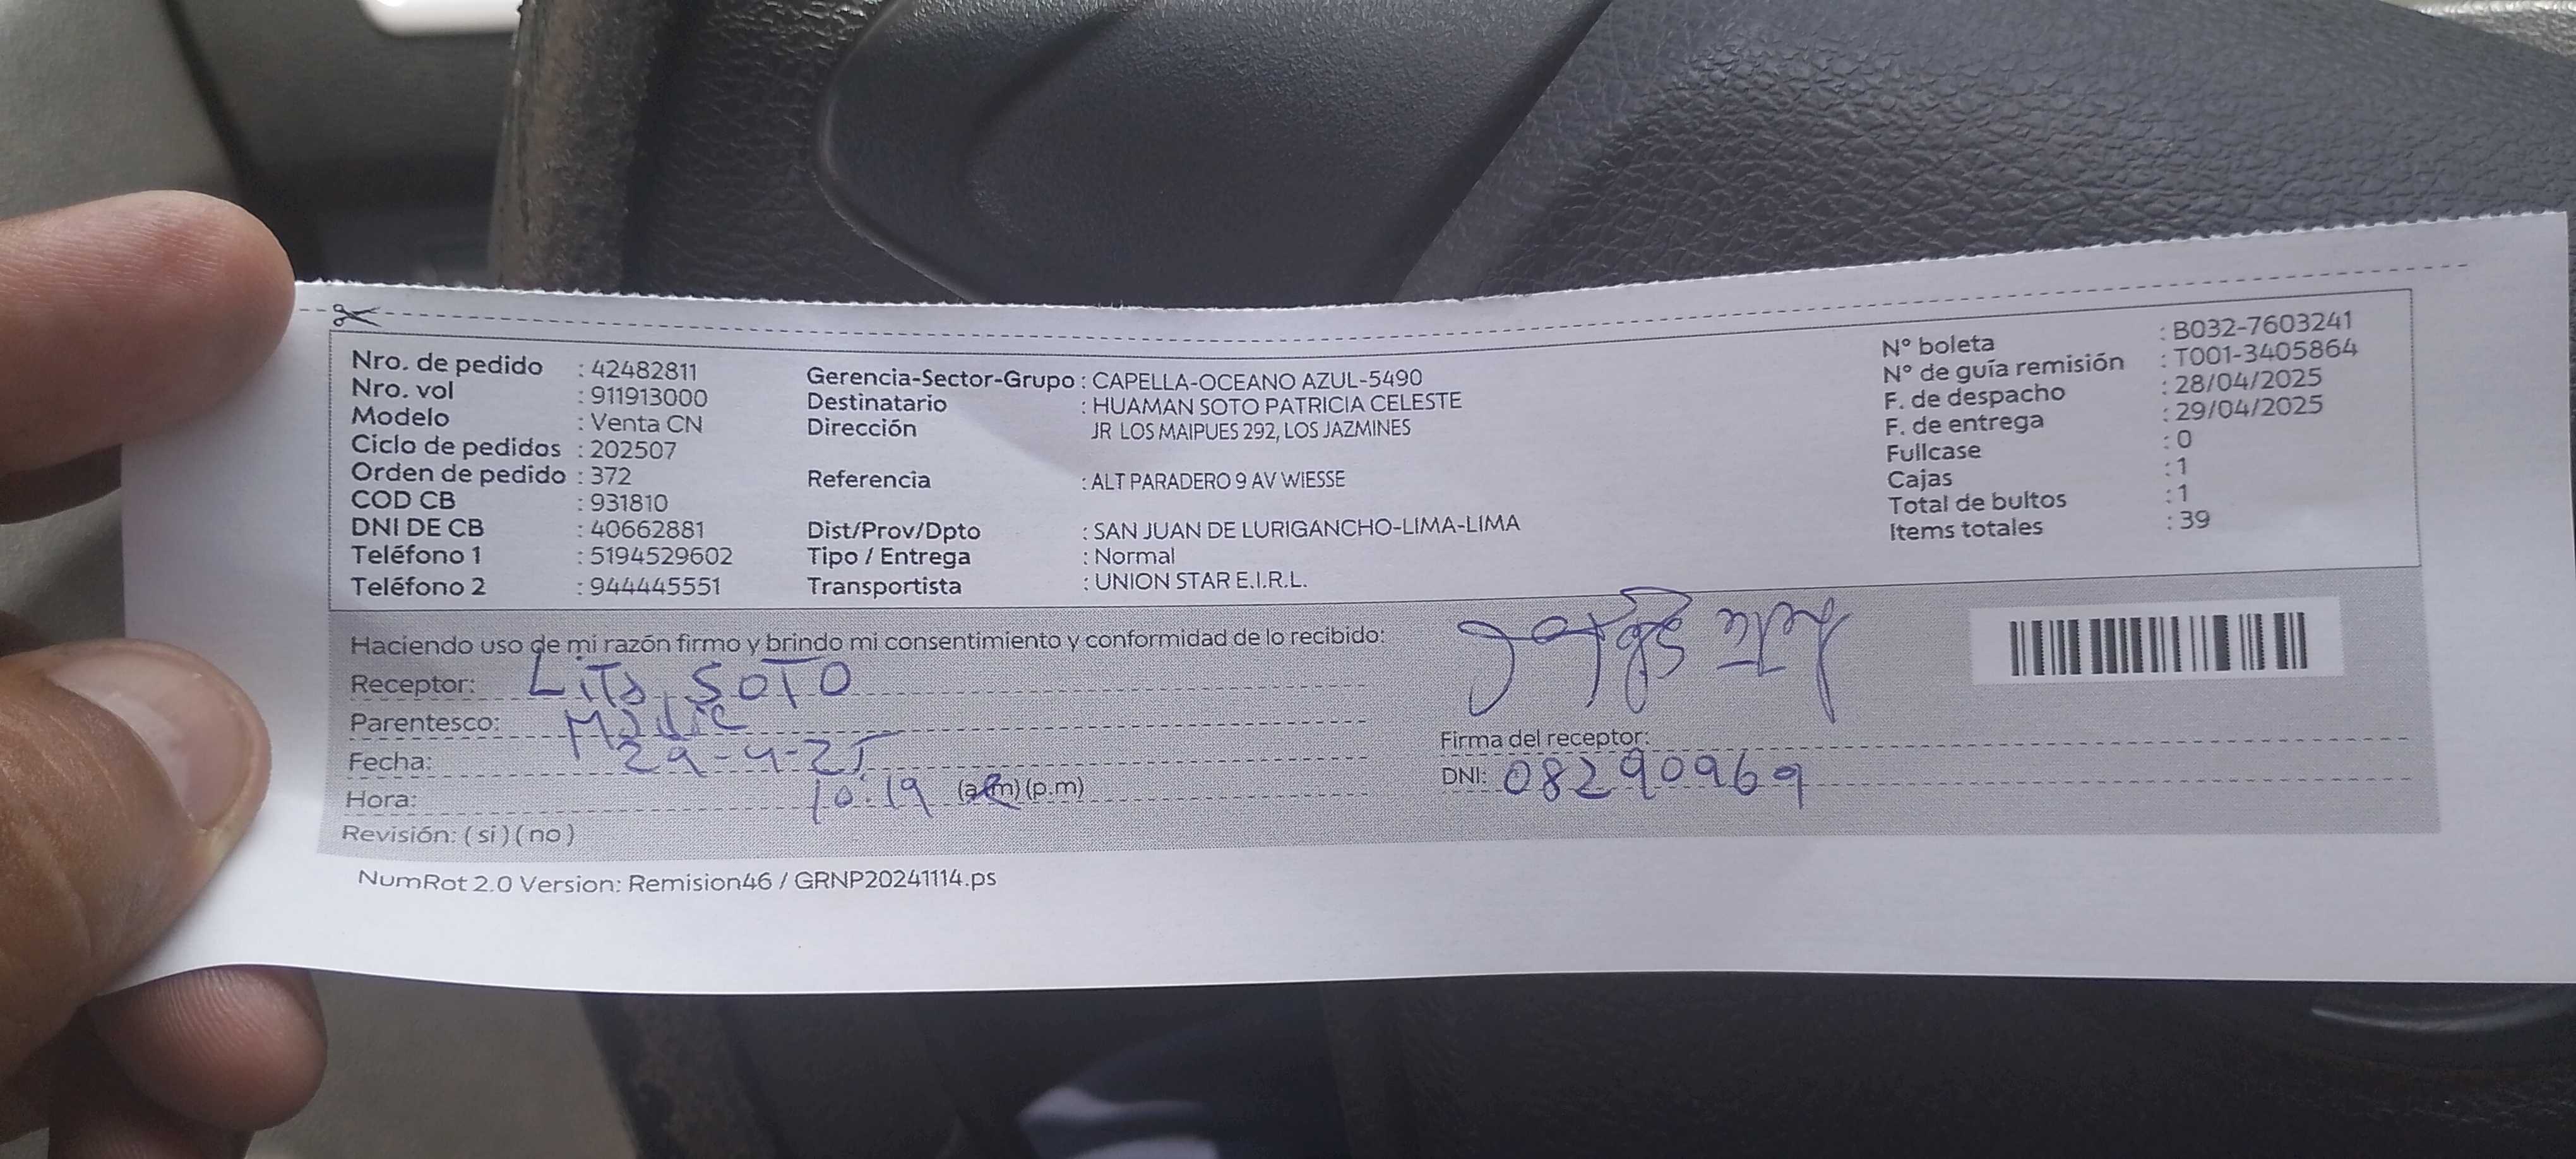 Nro. de pedido : 42482811
Nro. vol : 911913000
Modelo : Venta CN
Ciclo de pedidos : 202507
Orden de pedido : 372
COD CB : 931810
DNI DE CB : 40662881
Teléfono 1 : 5194529602
Teléfono 2 : 944445551
Gerencia-Sector-Grupo : CAPELLA-OCEANO AZUL-5490
Destinatario : HUAMAN SOTO PATRICIA CELESTE
Dirección JR LOS MAIPUES 292, LOS JAZMINES
Referencia : ALT PARADERO 9 AV WIESSE
Dist/Prov/Dpto : SAN JUAN DE LURIGANCHO-LIMA-LIMA
Tipo / Entrega : Normal
Transportista : UNION STAR E.I.R.L.
N° boleta : B032-7603241
N° de guía remisión : T001-3405864
F. de despacho : 28/04/2025
F. de entrega : 29/04/2025
Fullcase : 0
Cajas : 1
Total de bultos : 1
Items totales : 39
Haciendo uso de mi razón firmo y brindo mi consentimiento y conformidad de lo recibido:
Receptor: LiTa SOTO
Parentesco: Madre
Fecha: 29-4-25
Hora: 10:19 (a.m) (p.m)
Revisión: (si) (no)
Firma del receptor:
DNI: 08290969
NumRot 2.0 Version: Remision46 / GRNP20241114.ps